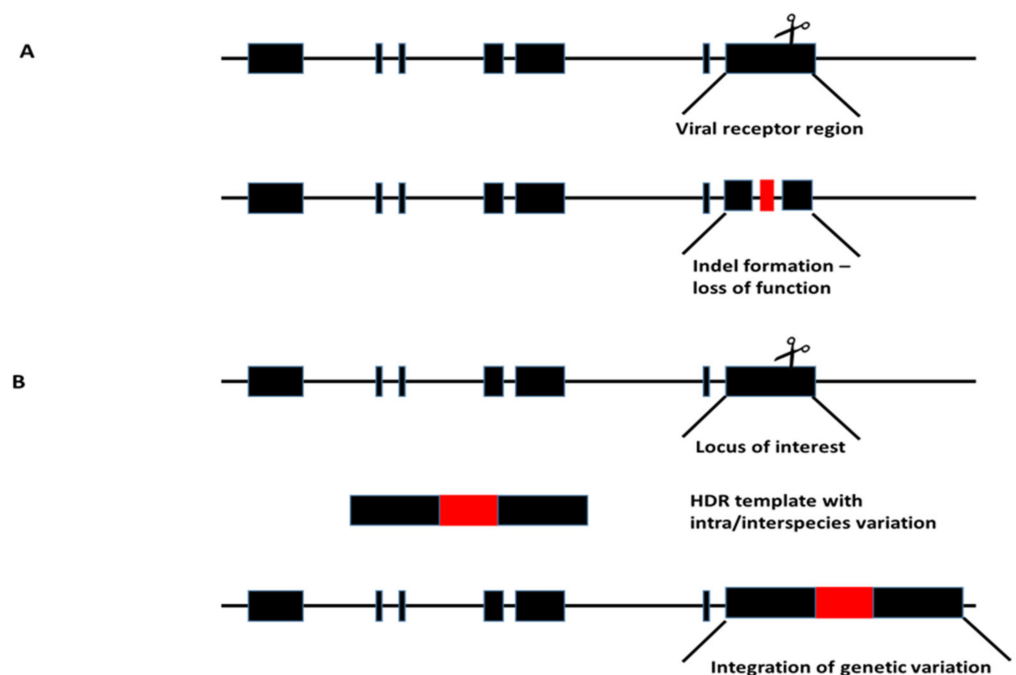 A
Viral receptor region
Indel formation –
loss of function
B
Locus of interest
HDR template with
intra/interspecies variation
Integration of genetic variation